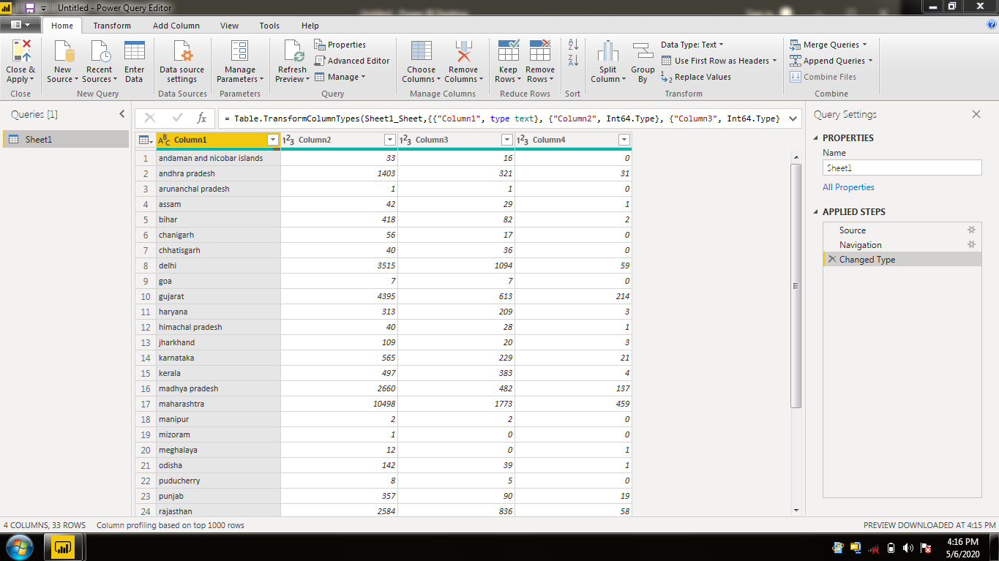 Untitled - Power Query Editor
Home Transform Add Column View Tools Help
Close & Apply
Close
New Source
Recent Sources
Enter Data
New Query
Data source settings
Data Sources
Manage Parameters
Parameters
Refresh Preview
Properties
Advanced Editor
Manage
Query
Choose Columns
Remove Columns
Manage Columns
Keep Rows
Remove Rows
Reduce Rows
Sort
Split Column
Group By
Data Type: Text
Use First Row as Headers
Replace Values
Transform
Merge Queries
Append Queries
Combine Files
Combine
Queries [1]
Sheet1
= Table.TransformColumnTypes(Sheet1_Sheet,{{"Column1", type text}, {"Column2", Int64.Type}, {"Column3", Int64.Type}
Column1 Column2 Column3 Column4
1 andaman and nicobar islands 33 16 0
2 andhra pradesh 1403 321 31
3 arunanchal pradesh 1 1 0
4 assam 42 29 1
5 bihar 418 82 2
6 chanigarh 56 17 0
7 chhatisgarh 40 36 0
8 delhi 3515 1094 59
9 goa 7 7 0
10 gujarat 4395 613 214
11 haryana 313 209 3
12 himachal pradesh 40 28 1
13 jharkhand 109 20 3
14 karnataka 565 229 21
15 kerala 497 383 4
16 madhya pradesh 2660 482 137
17 maharashtra 10498 1773 459
18 manipur 2 2 0
19 mizoram 1 0 0
20 meghalaya 12 0 1
21 odisha 142 39 1
22 puducherry 8 5 0
23 punjab 357 90 19
24 rajasthan 2584 836 58
Query Settings
PROPERTIES
Name
Sheet1
All Properties
APPLIED STEPS
Source
Navigation
Changed Type
4 COLUMNS, 33 ROWS Column profiling based on top 1000 rows
PREVIEW DOWNLOADED AT 4:15 PM
4:16 PM
5/6/2020